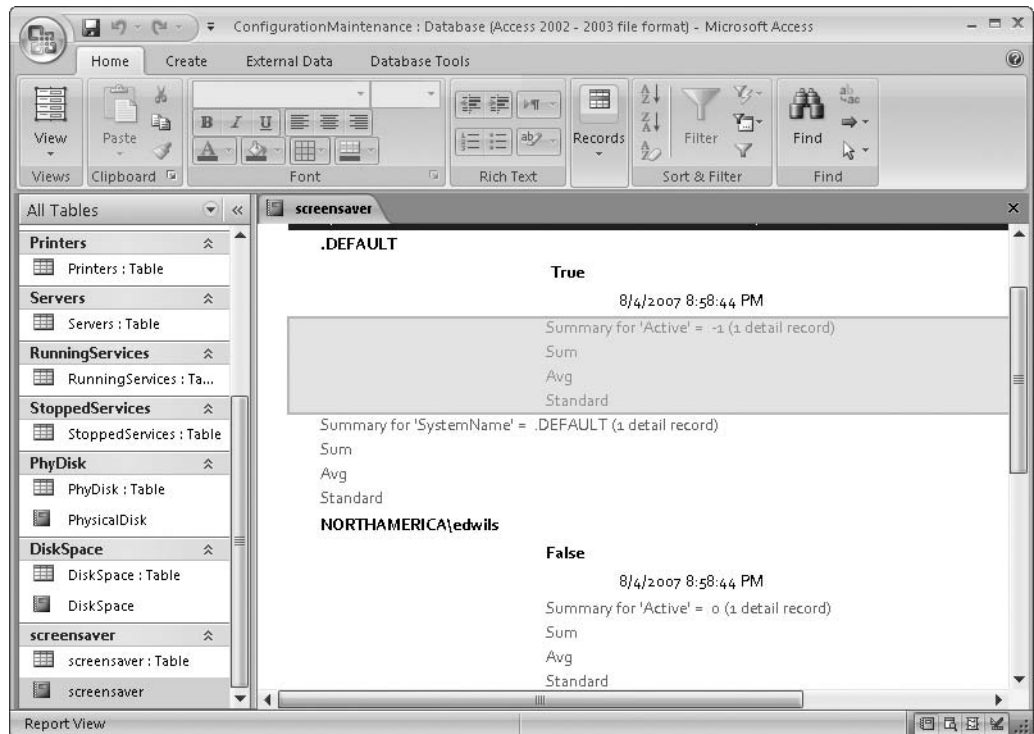 ConfigurationMaintenance : Database (Access 2002 - 2003 file format) - Microsoft Access
Home Create External Data Database Tools
View
Paste
B I U
Records
Filter
Find
Views Clipboard Font Rich Text Sort & Filter Find
All Tables
screensaver
Printers
Printers : Table
Servers
Servers : Table
RunningServices
RunningServices : Ta...
StoppedServices
StoppedServices : Table
PhyDisk
PhyDisk : Table
PhysicalDisk
DiskSpace
DiskSpace : Table
DiskSpace
screensaver
screensaver : Table
screensaver
.DEFAULT
True
8/4/2007 8:58:44 PM
Summary for 'Active' = -1 (1 detail record)
Sum
Avg
Standard
Summary for 'SystemName' = .DEFAULT (1 detail record)
Sum
Avg
Standard
NORTHAMERICA\edwils
False
8/4/2007 8:58:44 PM
Summary for 'Active' = 0 (1 detail record)
Sum
Avg
Standard
Report View